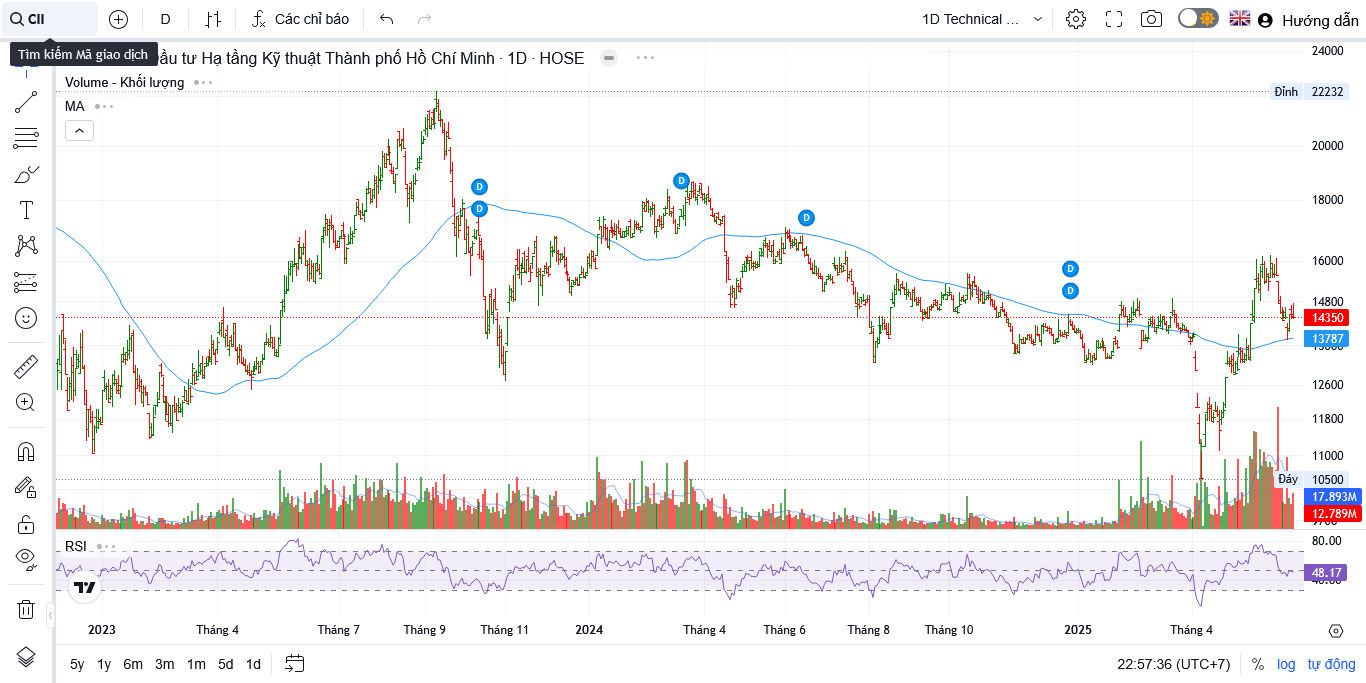 CII
D
Các chỉ báo
1D Technical ...
Hướng dẫn
Tìm kiếm Mã giao dịch
ầu tư Hạ tầng Kỹ thuật Thành phố Hồ Chí Minh · 1D · HOSE
Volume - Khối lượng
MA
24000
Đỉnh 22232
20000
D
D
D
18000
D
D
16000
D
14800
14350
13787
12600
11800
11000
Đáy 10500
17.893M
12.789M
RSI
80.00
48.17
2023
Tháng 4
Tháng 7
Tháng 9
Tháng 11
2024
Tháng 4
Tháng 6
Tháng 8
Tháng 10
2025
Tháng 4
5y 1y 6m 3m 1m 5d 1d
22:57:36 (UTC+7)
% log tự động